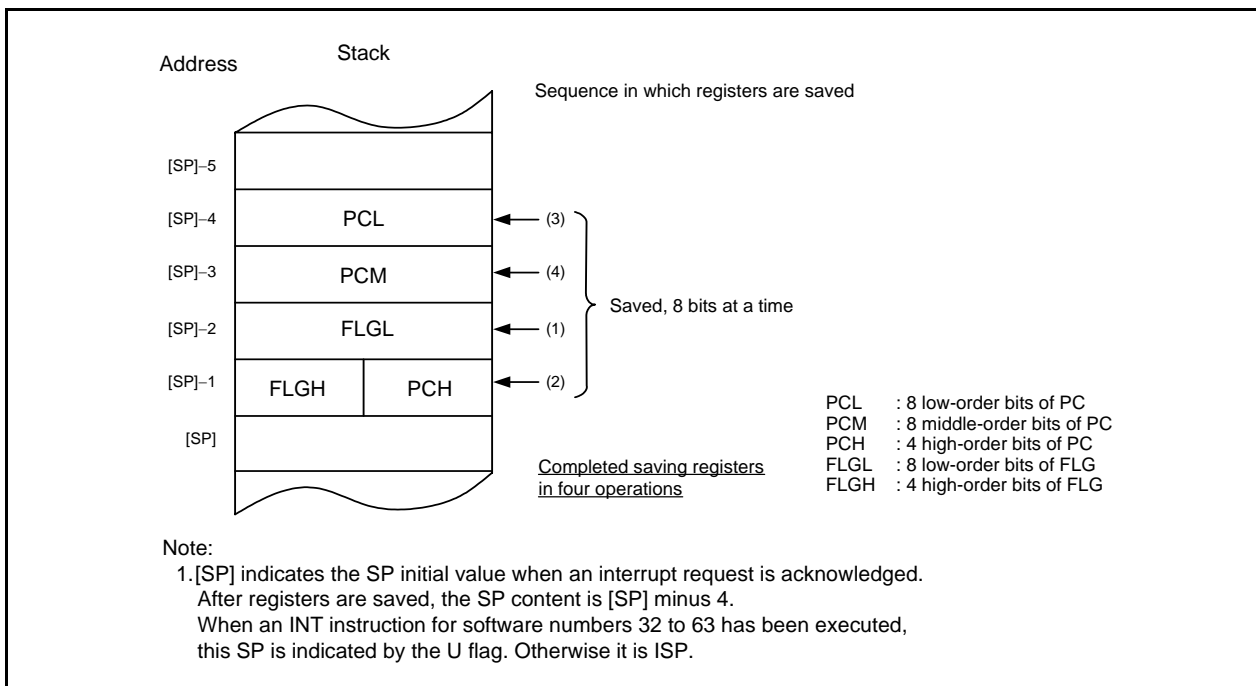 Address
Stack
Sequence in which registers are saved
[SP]−5
[SP]−4 PCL (3)
[SP]−3 PCM (4)
Saved, 8 bits at a time
[SP]−2 FLGL (1)
[SP]−1 FLGH PCH (2)
[SP]
Completed saving registers
in four operations
PCL : 8 low-order bits of PC
PCM : 8 middle-order bits of PC
PCH : 4 high-order bits of PC
FLGL : 8 low-order bits of FLG
FLGH : 4 high-order bits of FLG
Note:
1.[SP] indicates the SP initial value when an interrupt request is acknowledged.
After registers are saved, the SP content is [SP] minus 4.
When an INT instruction for software numbers 32 to 63 has been executed,
this SP is indicated by the U flag. Otherwise it is ISP.